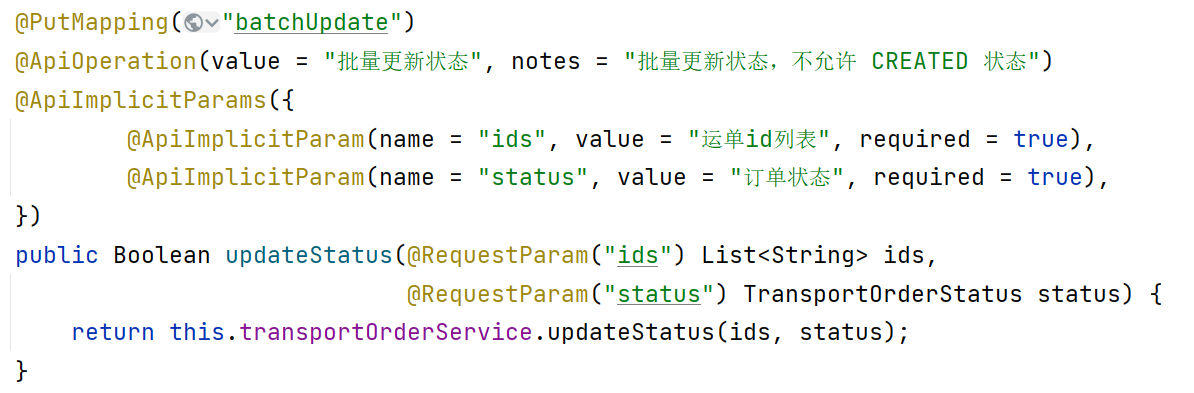 @PutMapping("batchUpdate")
@ApiOperation(value = "批量更新状态", notes = "批量更新状态，不允许 CREATED 状态")
@ApiImplicitParams({
        @ApiImplicitParam(name = "ids", value = "运单id列表", required = true),
        @ApiImplicitParam(name = "status", value = "订单状态", required = true),
})
public Boolean updateStatus(@RequestParam("ids") List<String> ids,
                            @RequestParam("status") TransportOrderStatus status) {
    return this.transportOrderService.updateStatus(ids, status);
}